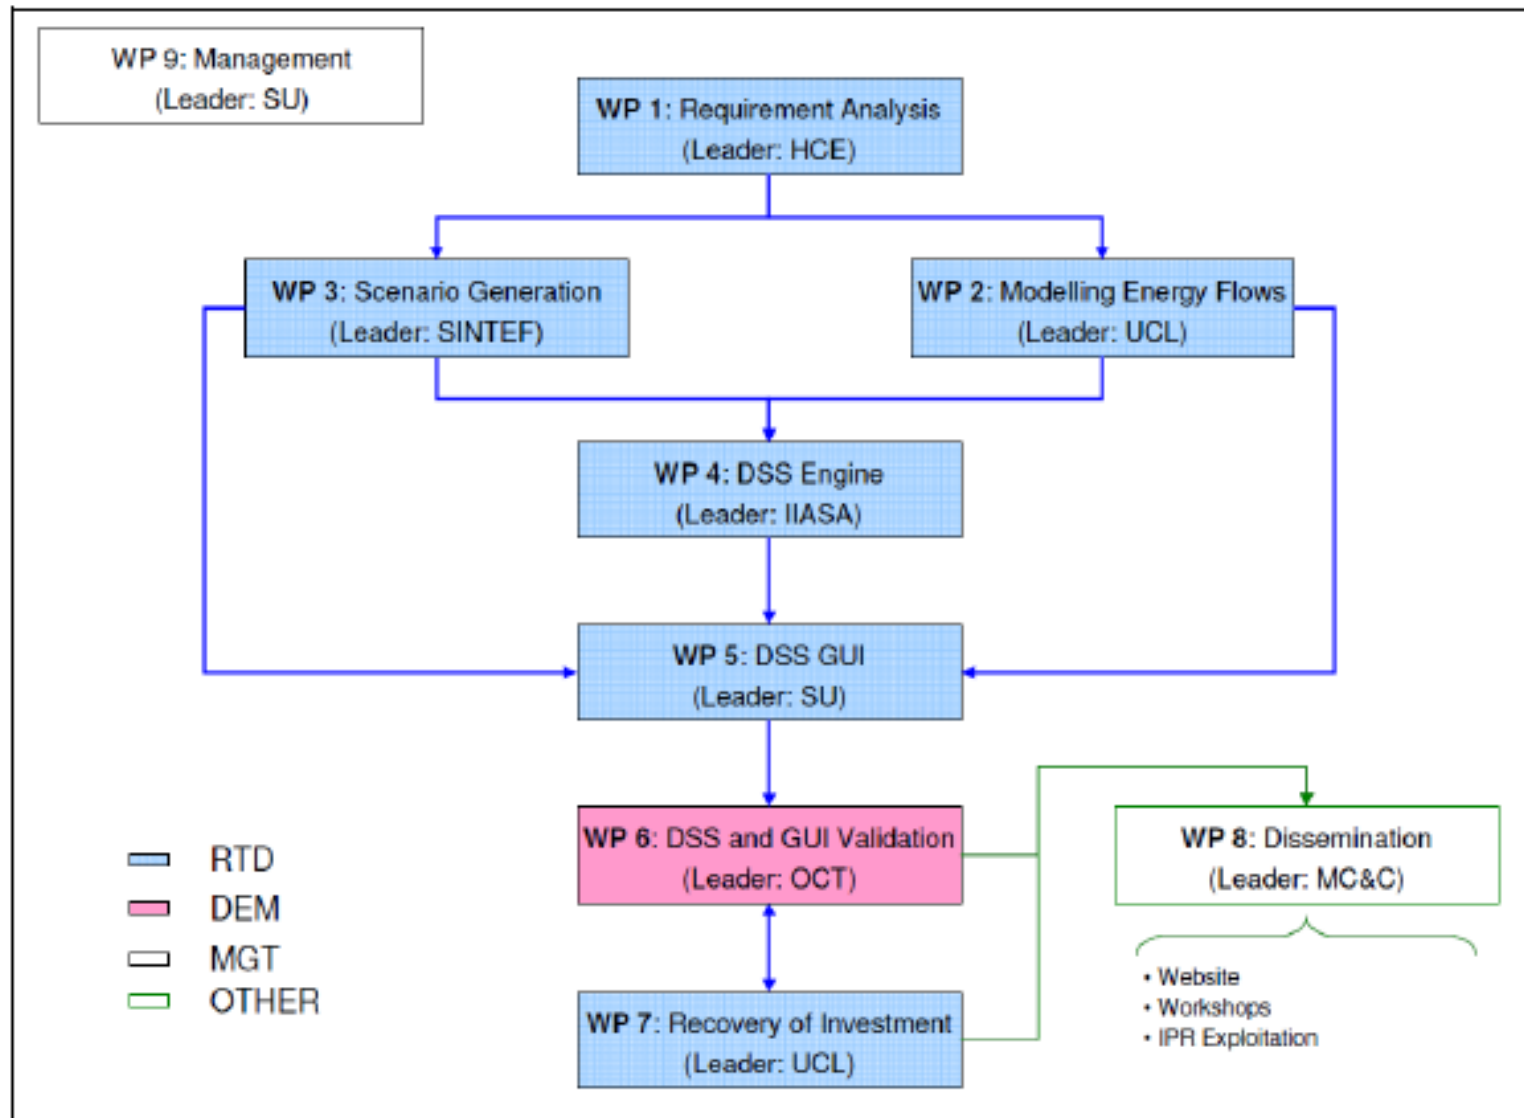 WP 9: Management
(Leader: SU)
WP 1: Requirement Analysis
(Leader: HCE)
WP 3: Scenario Generation
(Leader: SINTEF)
WP 2: Modelling Energy Flows
(Leader: UCL)
WP 4: DSS Engine
(Leader: IIASA)
WP 5: DSS GUI
(Leader: SU)
WP 6: DSS and GUI Validation
(Leader: OCT)
WP 8: Dissemination
(Leader: MC&C)
• Website
• Workshops
• IPR Exploitation
WP 7: Recovery of Investment
(Leader: UCL)
RTD
DEM
MGT
OTHER